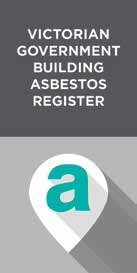 VICTORIAN
GOVERNMENT
BUILDING
ASBESTOS
REGISTER
a